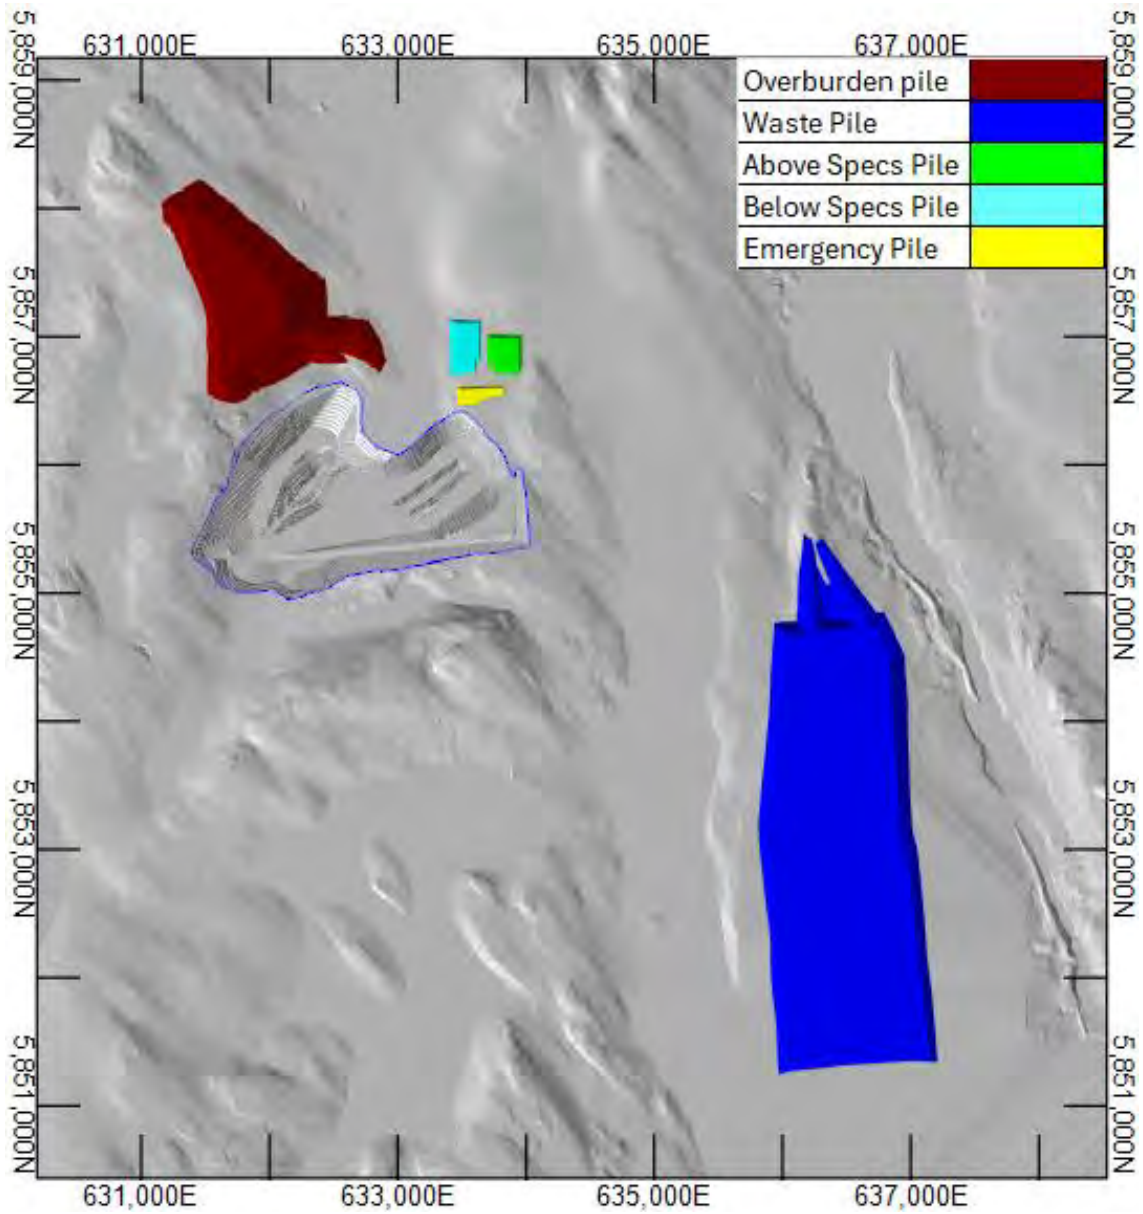 631,000E 633,000E 635,000E 637,000E
5,859,000N
5,859,000N
Overburden pile
Waste Pile
Above Specs Pile
Below Specs Pile
Emergency Pile
5,857,000N
5,857,000N
5,855,000N
5,855,000N
5,853,000N
5,853,000N
5,851,000N
5,851,000N
631,000E 633,000E 635,000E 637,000E